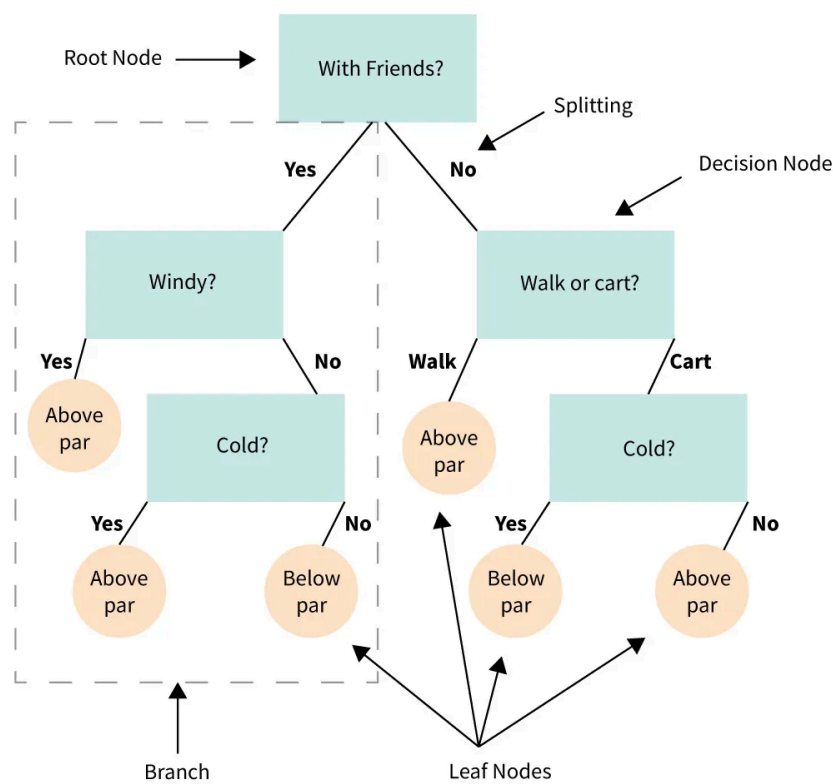 Root Node
With Friends?
Splitting
Yes
No
Decision Node
Windy?
Walk or cart?
Yes
No
Walk
Cart
Above
par
Cold?
Above
par
Cold?
Yes
No
Yes
No
Above
par
Below
par
Below
par
Above
par
Branch
Leaf Nodes